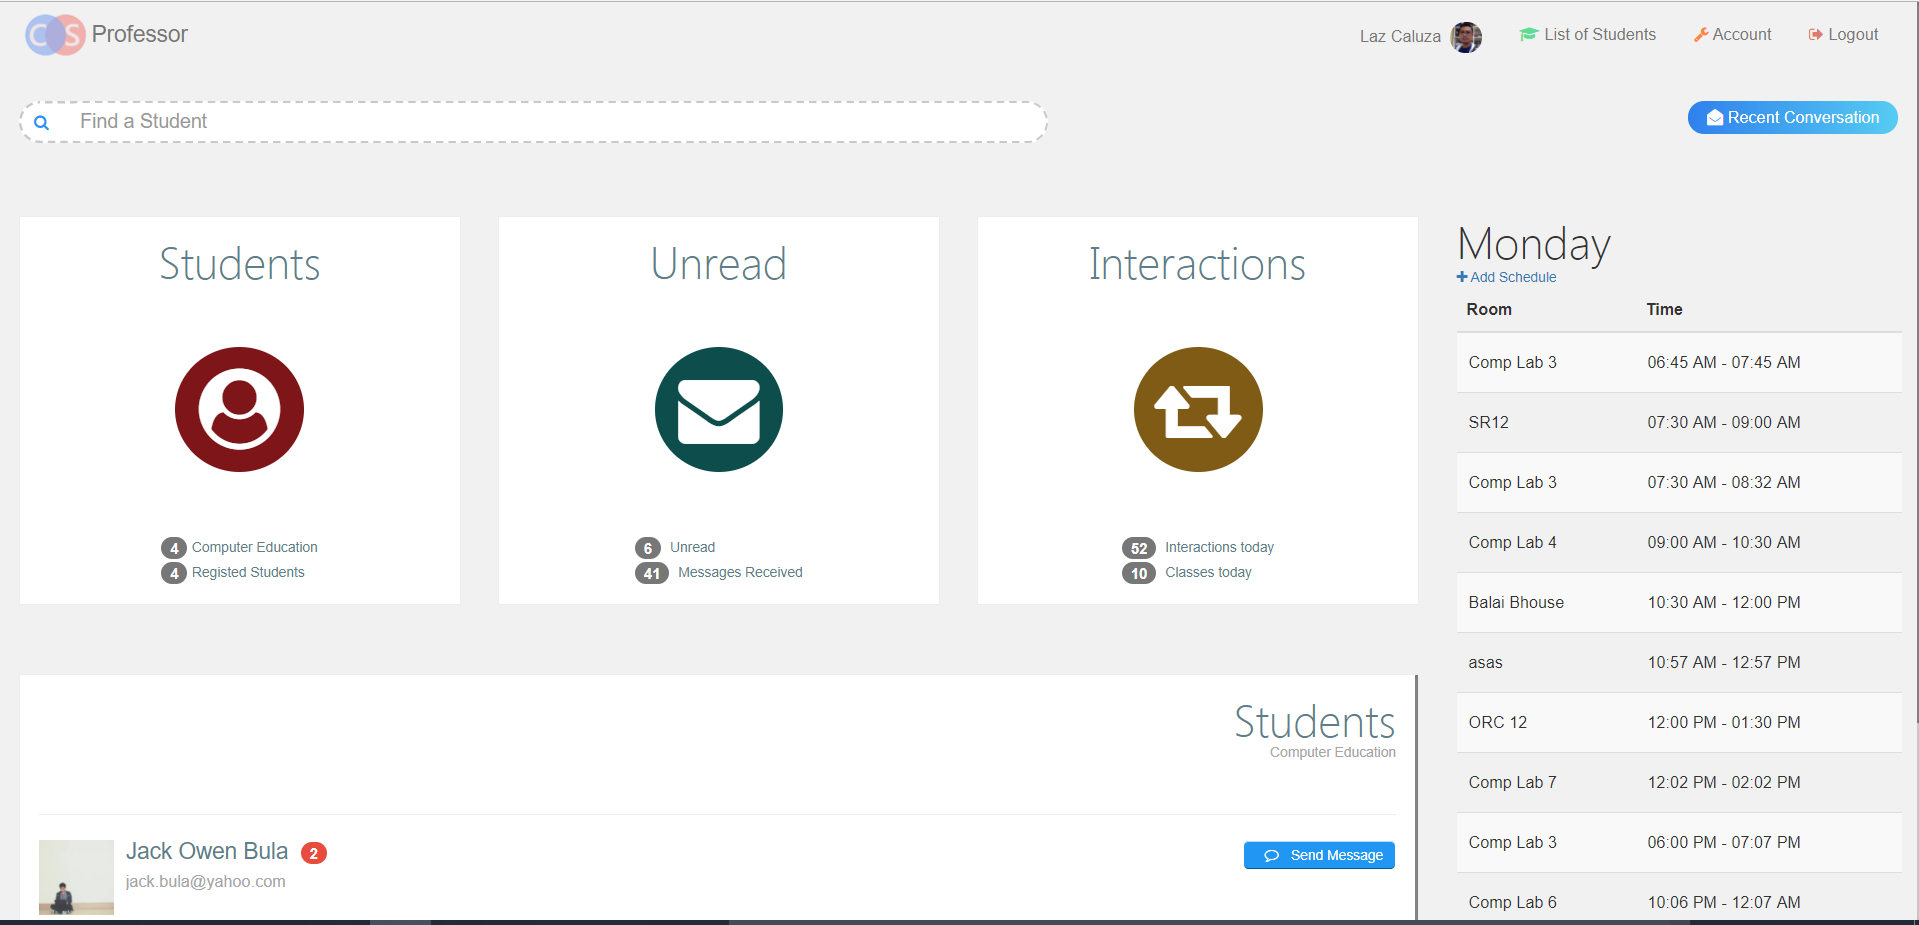 CS Professor
Laz Caluza
List of Students
Account
Logout
Find a Student
Recent Conversation
Students
4 Computer Education
4 Registed Students
Unread
6 Unread
41 Messages Received
Interactions
52 Interactions today
10 Classes today
Monday
Add Schedule
Room Time
Comp Lab 3 06:45 AM - 07:45 AM
SR12 07:30 AM - 09:00 AM
Comp Lab 3 07:30 AM - 08:32 AM
Comp Lab 4 09:00 AM - 10:30 AM
Balai Bhouse 10:30 AM - 12:00 PM
asas 10:57 AM - 12:57 PM
ORC 12 12:00 PM - 01:30 PM
Comp Lab 7 12:02 PM - 02:02 PM
Comp Lab 3 06:00 PM - 07:07 PM
Comp Lab 6 10:06 PM - 12:07 AM
Students
Computer Education
Jack Owen Bula 2
jack.bula@yahoo.com
Send Message